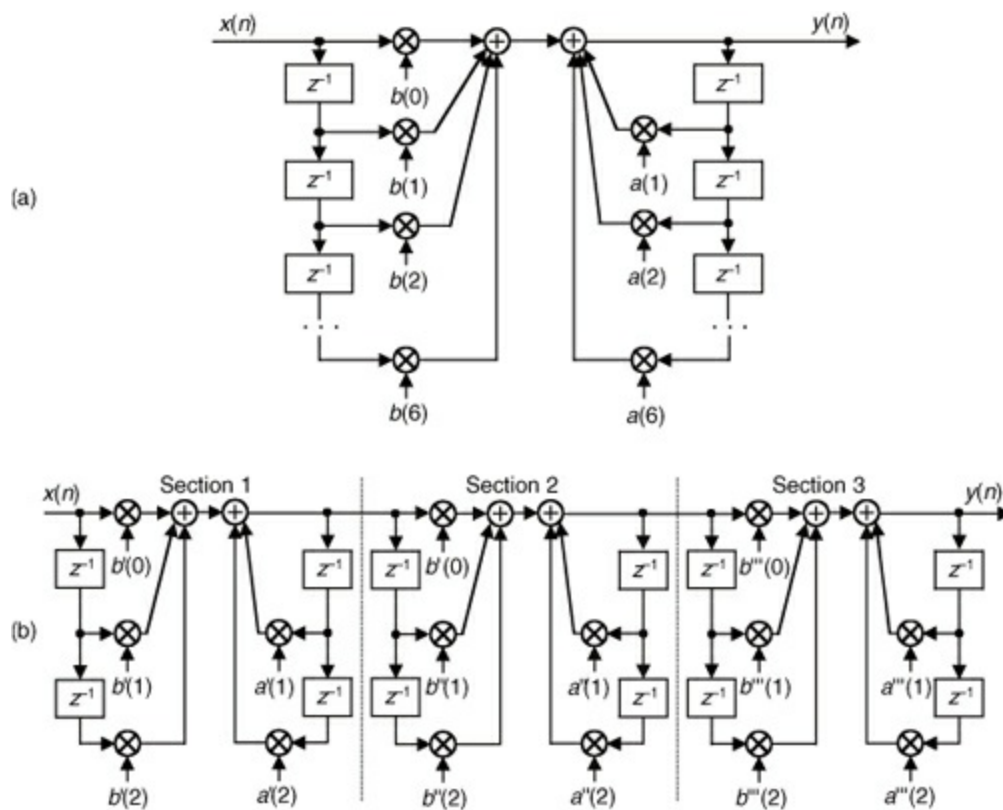 x(n) y(n)
z⁻¹ b(0) z⁻¹
z⁻¹ b(1) a(1) z⁻¹
(a)
z⁻¹ b(2) a(2) z⁻¹
... ...
b(6) a(6)
x(n) Section 1 Section 2 Section 3 y(n)
z⁻¹ b'(0) z⁻¹ z⁻¹ b'(0) z⁻¹ z⁻¹ b'''(0) z⁻¹
(b)
b'(1) a'(1) b''(1) a''(1) b'''(1) a'''(1)
z⁻¹ z⁻¹ z⁻¹ z⁻¹ z⁻¹ z⁻¹
b'(2) a'(2) b''(2) a''(2) b'''(2) a'''(2)